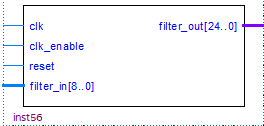 clk filter_out[24..0]
clk_enable
reset
filter_in[8..0]
inst56